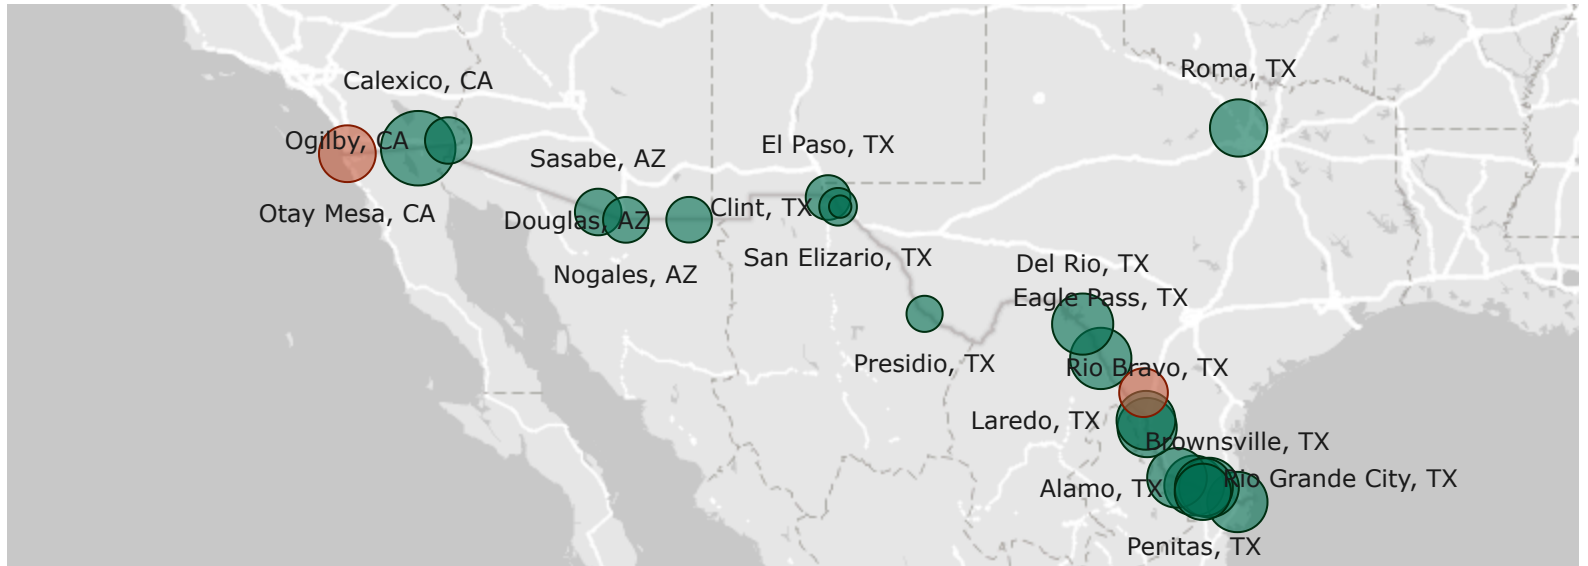 Roma, TX
Calexico, CA
Ogilby, CA
El Paso, TX
Sasabe, AZ
Otay Mesa, CA
Clint, TX
Douglas, AZ
San Elizario, TX
Del Rio, TX
Nogales, AZ
Eagle Pass, TX
Presidio, TX
Rio Bravo, TX
Laredo, TX
Brownsville, TX
Rio Grande City, TX
Alamo, TX
Penitas, TX